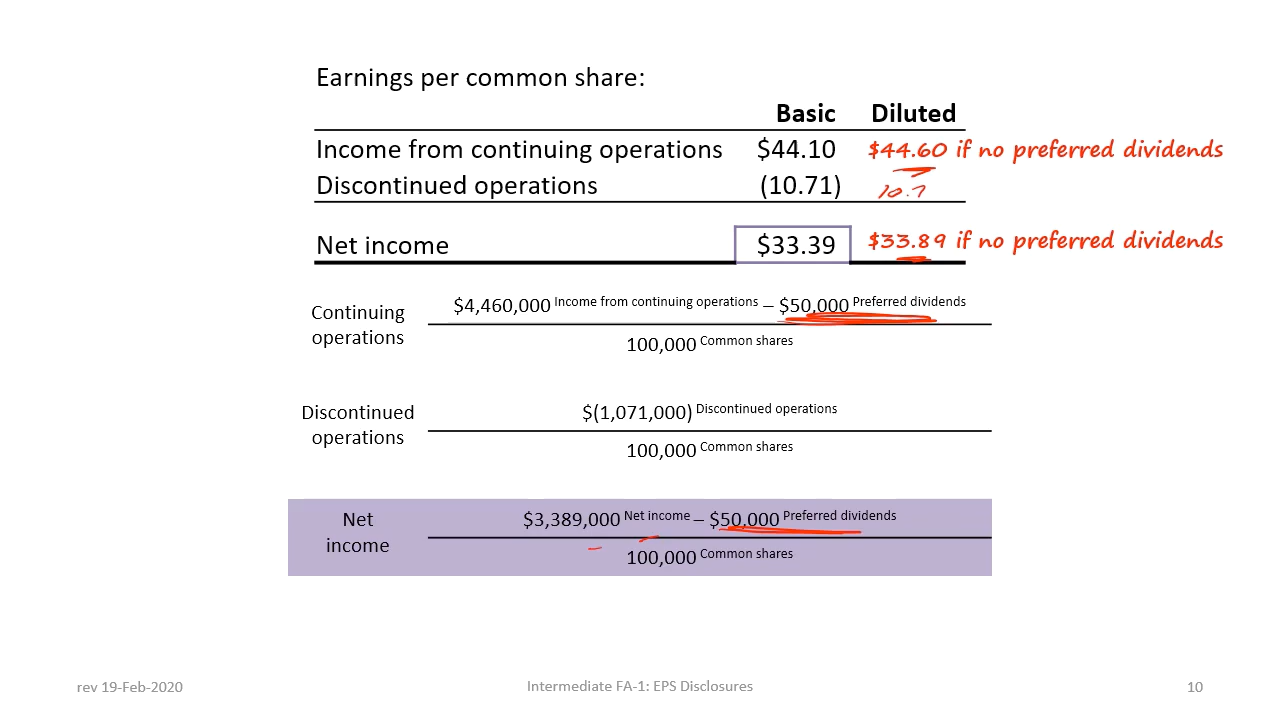 Earnings per common share:
Basic Diluted
Income from continuing operations $44.10 $44.60 if no preferred dividends
Discontinued operations (10.71) 10.7
Net income $33.39 $33.89 if no preferred dividends
Continuing operations
$4,460,000 Income from continuing operations – $50,000 Preferred dividends
100,000 Common shares
Discontinued operations
$(1,071,000) Discontinued operations
100,000 Common shares
Net income
$3,389,000 Net income – $50,000 Preferred dividends
100,000 Common shares
rev 19-Feb-2020 Intermediate FA-1: EPS Disclosures 10